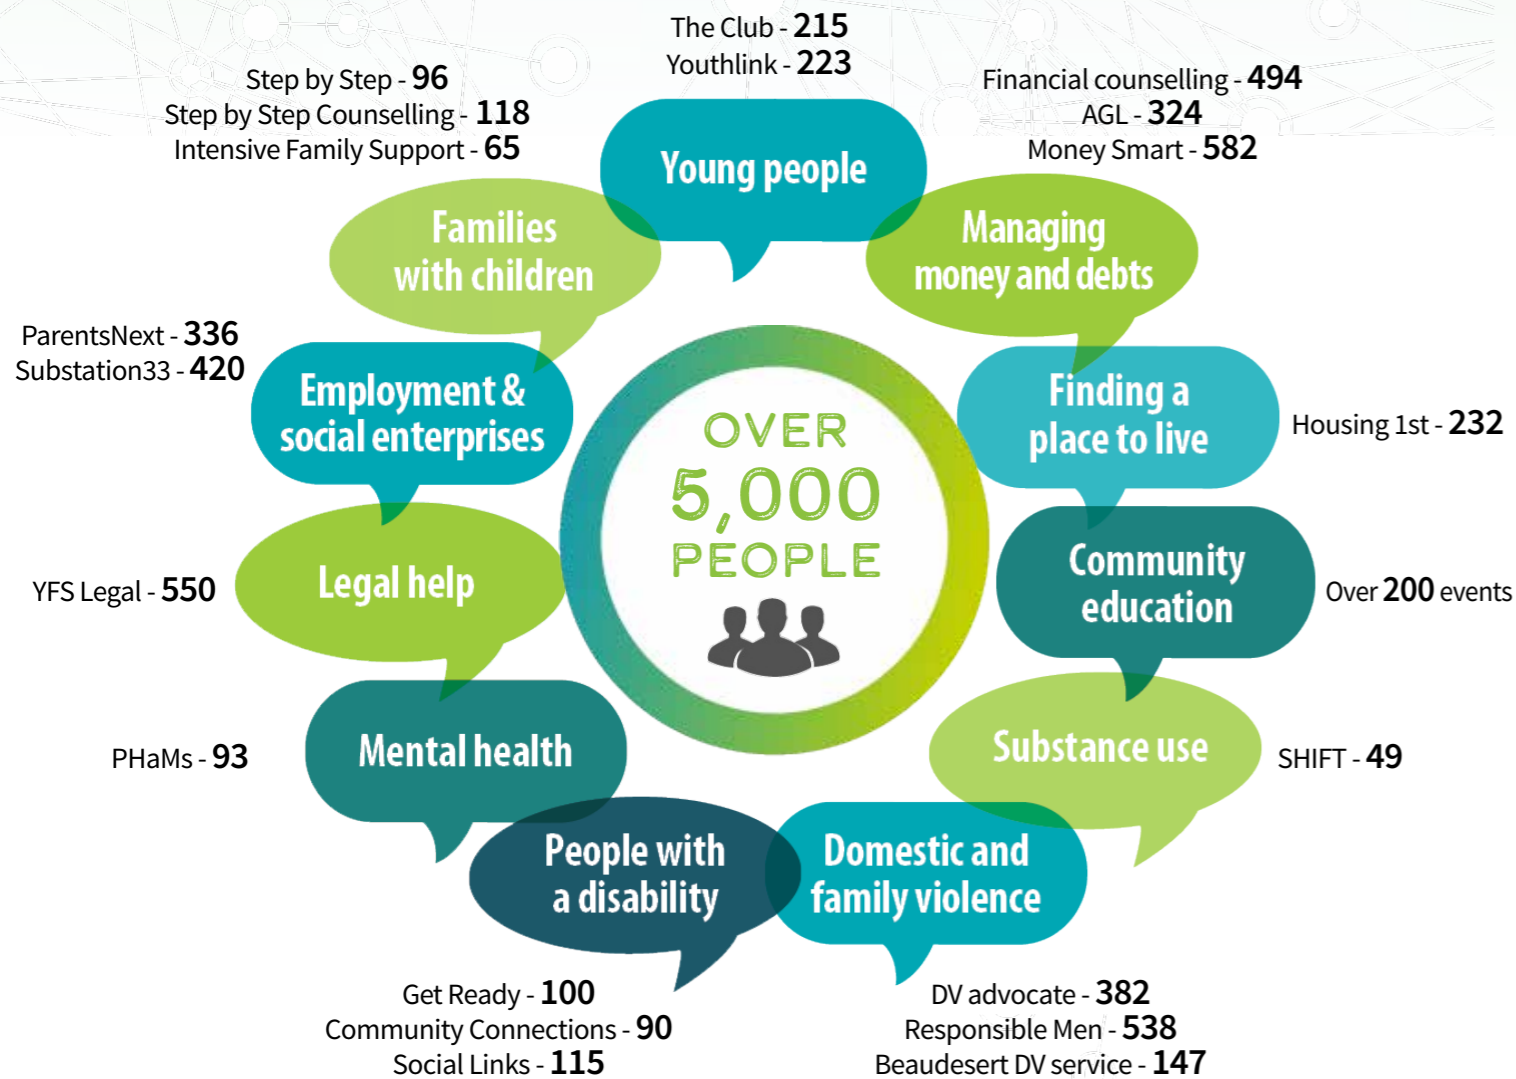 The Club - 215
Youthlink - 223
Step by Step - 96
Step by Step Counselling - 118
Intensive Family Support - 65
Financial counselling - 494
AGL - 324
Money Smart - 582
Young people
Families
with children
Managing
money and debts
ParentsNext - 336
Substation33 - 420
Employment &
social enterprises
Finding a
place to live
Housing 1st - 232
OVER
5,000
PEOPLE
YFS Legal - 550
Legal help
Community
education
Over 200 events
PHaMs - 93
Mental health
Substance use
SHIFT - 49
People with
a disability
Domestic and
family violence
Get Ready - 100
Community Connections - 90
Social Links - 115
DV advocate - 382
Responsible Men - 538
Beaudesert DV service - 147